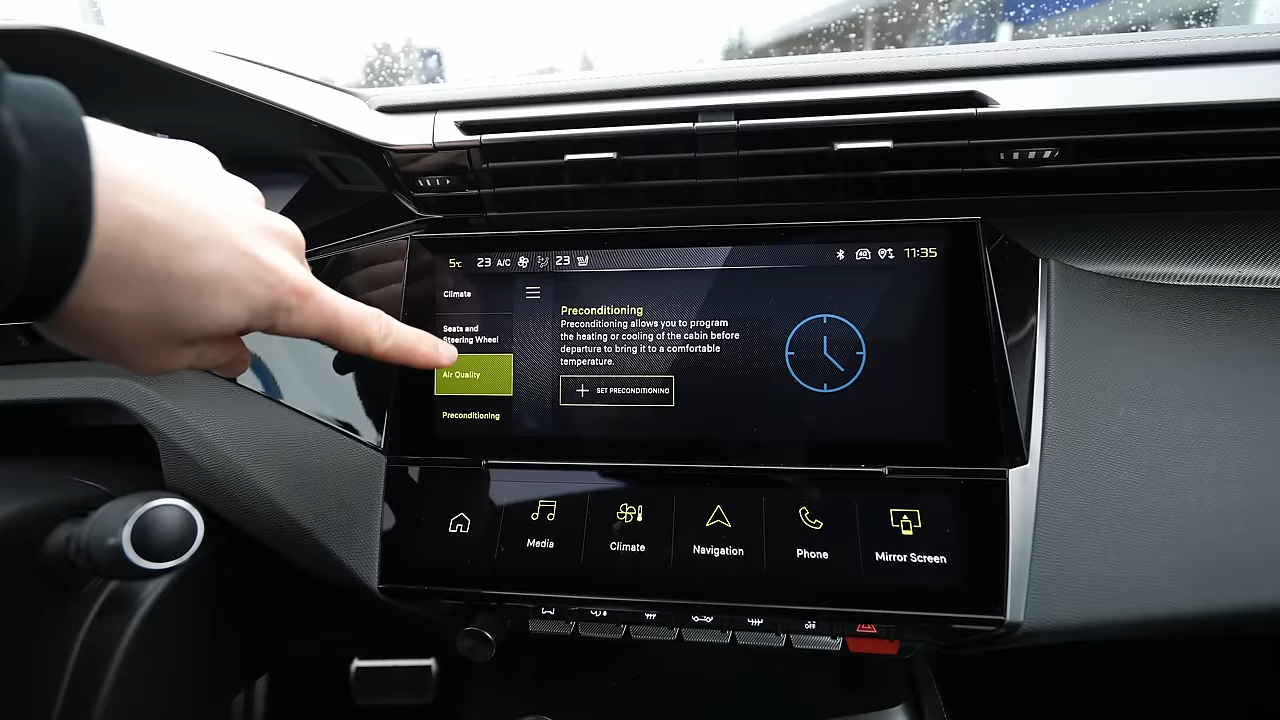 5°C 23 A/C 23 4G 11:35
Climate
Seats and
Steering Wheel
Air Quality
Preconditioning
Preconditioning
Preconditioning allows you to program
the heating or cooling of the cabin before
departure to bring it to a comfortable
temperature.
SET PRECONDITIONING
Media
Climate
Navigation
Phone
Mirror Screen
OFF